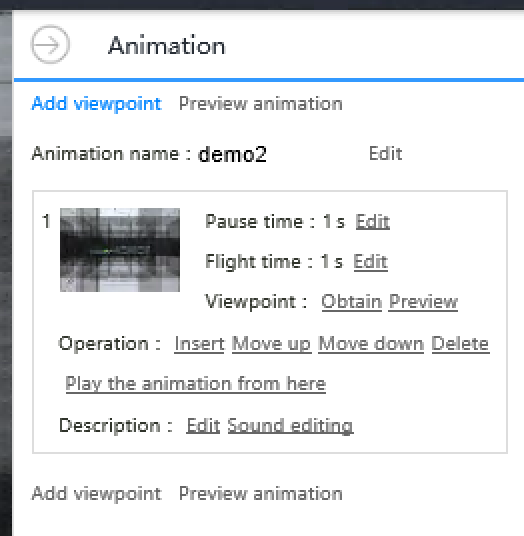 Animation
Add viewpoint Preview animation
Animation name : demo2 Edit
1
Pause time : 1 s Edit
Flight time : 1 s Edit
Viewpoint : Obtain Preview
Operation : Insert Move up Move down Delete
Play the animation from here
Description : Edit Sound editing
Add viewpoint Preview animation